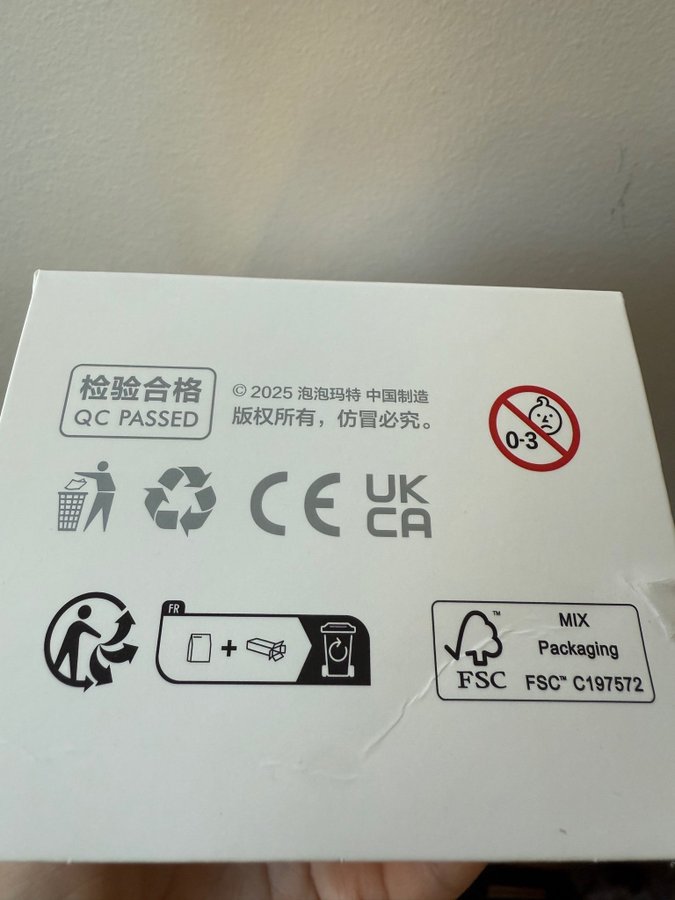 检验合格
QC PASSED
© 2025 泡泡玛特 中国制造
版权所有，仿冒必究。
0-3
CE
UK
CA
FR
MIX
Packaging
FSC™ C197572
™
FSC